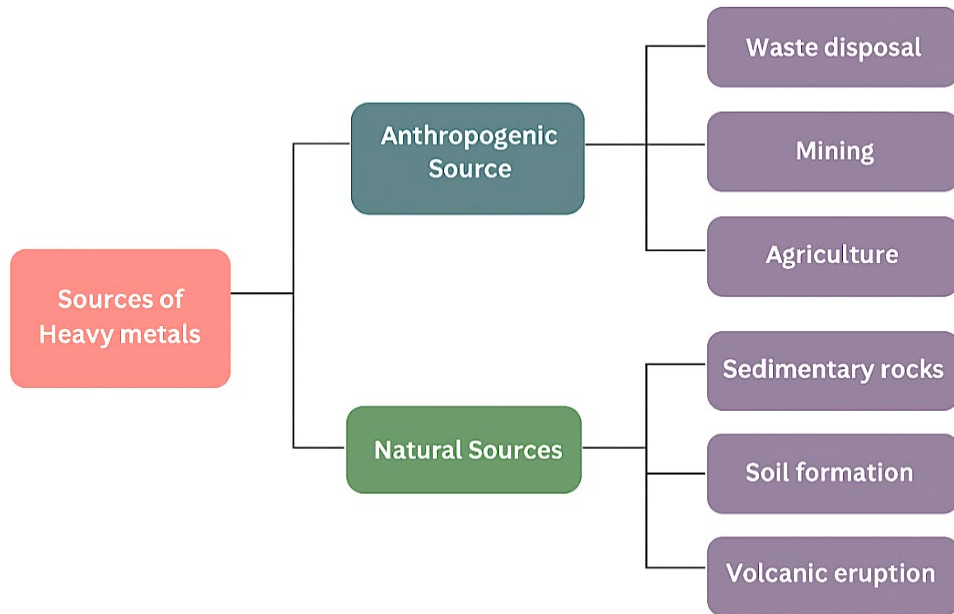 Sources of
Heavy metals
Anthropogenic
Source
Waste disposal
Mining
Agriculture
Natural Sources
Sedimentary rocks
Soil formation
Volcanic eruption